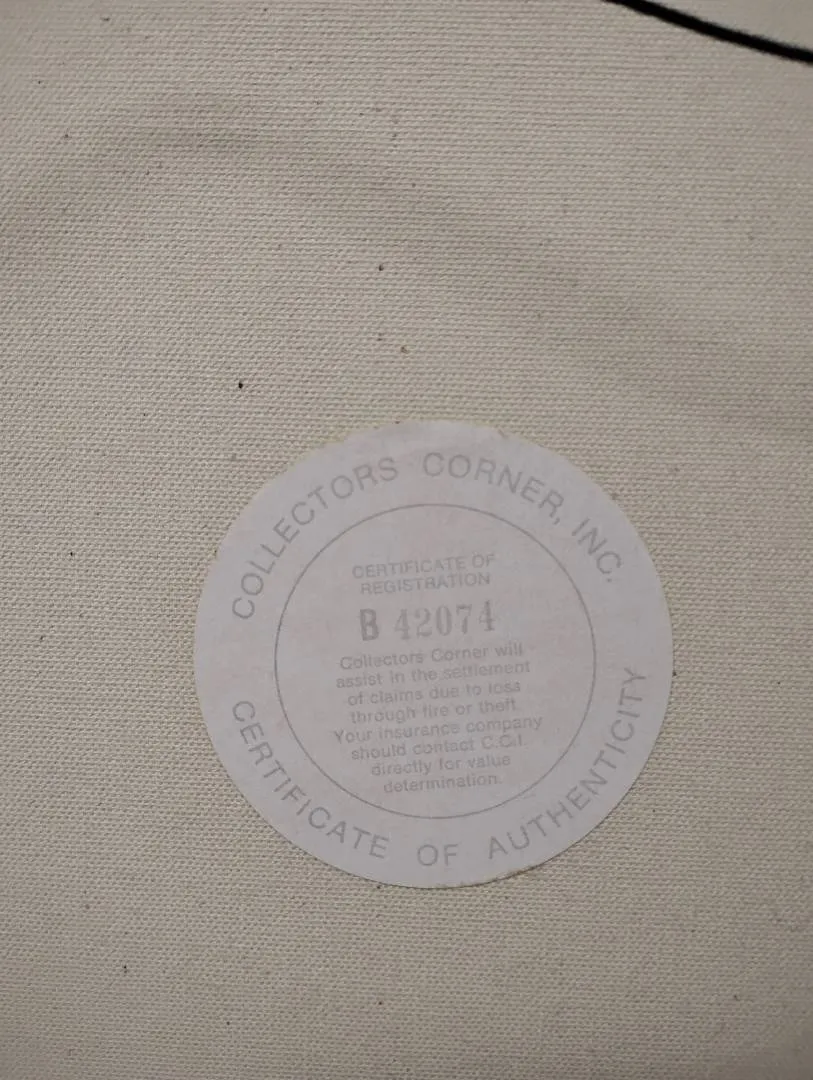 COLLECTORS CORNER, INC.
CERTIFICATE OF
REGISTRATION
B 42074
Collectors Corner will
assist in the settlement
of claims due to loss
through fire or theft.
Your insurance company
should contact C.C.I.
directly for value
determination.
CERTIFICATE OF AUTHENTICITY